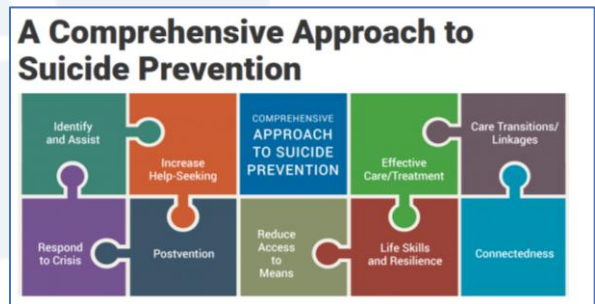 A Comprehensive Approach to
Suicide Prevention
Identify
and Assist
Increase
Help-Seeking
COMPREHENSIVE
APPROACH
TO SUICIDE
PREVENTION
Effective
Care/Treatment
Care Transitions/
Linkages
Respond
to Crisis
Postvention
Reduce
Access
to
Means
Life Skills
and Resilience
Connectedness